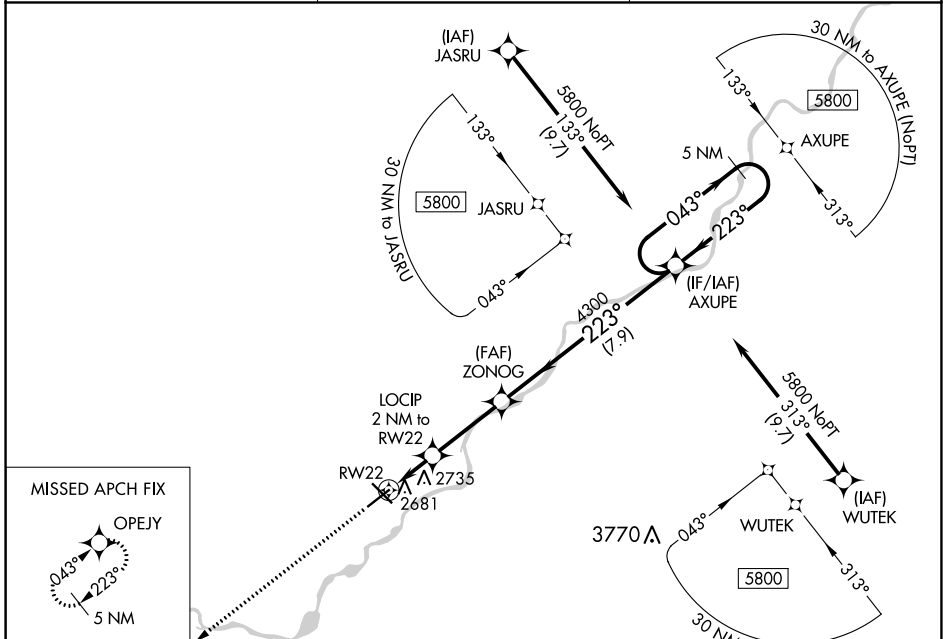 (IAF)
JASRU
5800 NoPT
133°
(9.7)
30 NM to AXUPE (NoPT)
133°
5800
AXUPE
313°
133°
5800
JASRU
30 NM to JASRU
043°
5 NM
043°
223°
(IF/IAF)
AXUPE
4300
223°
(7.9)
(FAF)
ZONOG
LOCIP
2 NM to
RW22
RW22
2735
2681
5800 NoPT
313°
(9.7)
(IAF)
WUTEK
3770
043°
WUTEK
5800
313°
30 NM
MISSED APCH FIX
OPEJY
043°
223°
5 NM